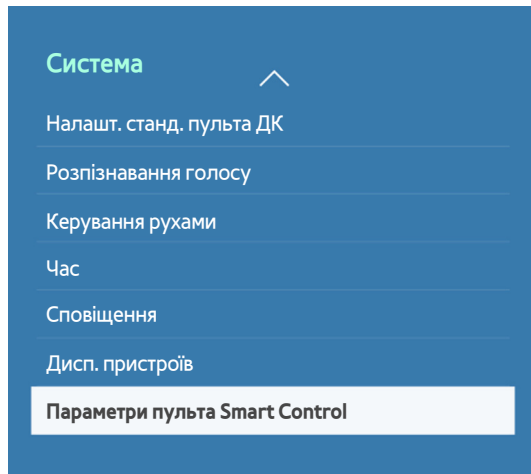 Система
Налашт. станд. пульта ДК
Розпізнавання голосу
Керування рухами
Час
Сповіщення
Дисп. пристроїв
Параметри пульта Smart Control